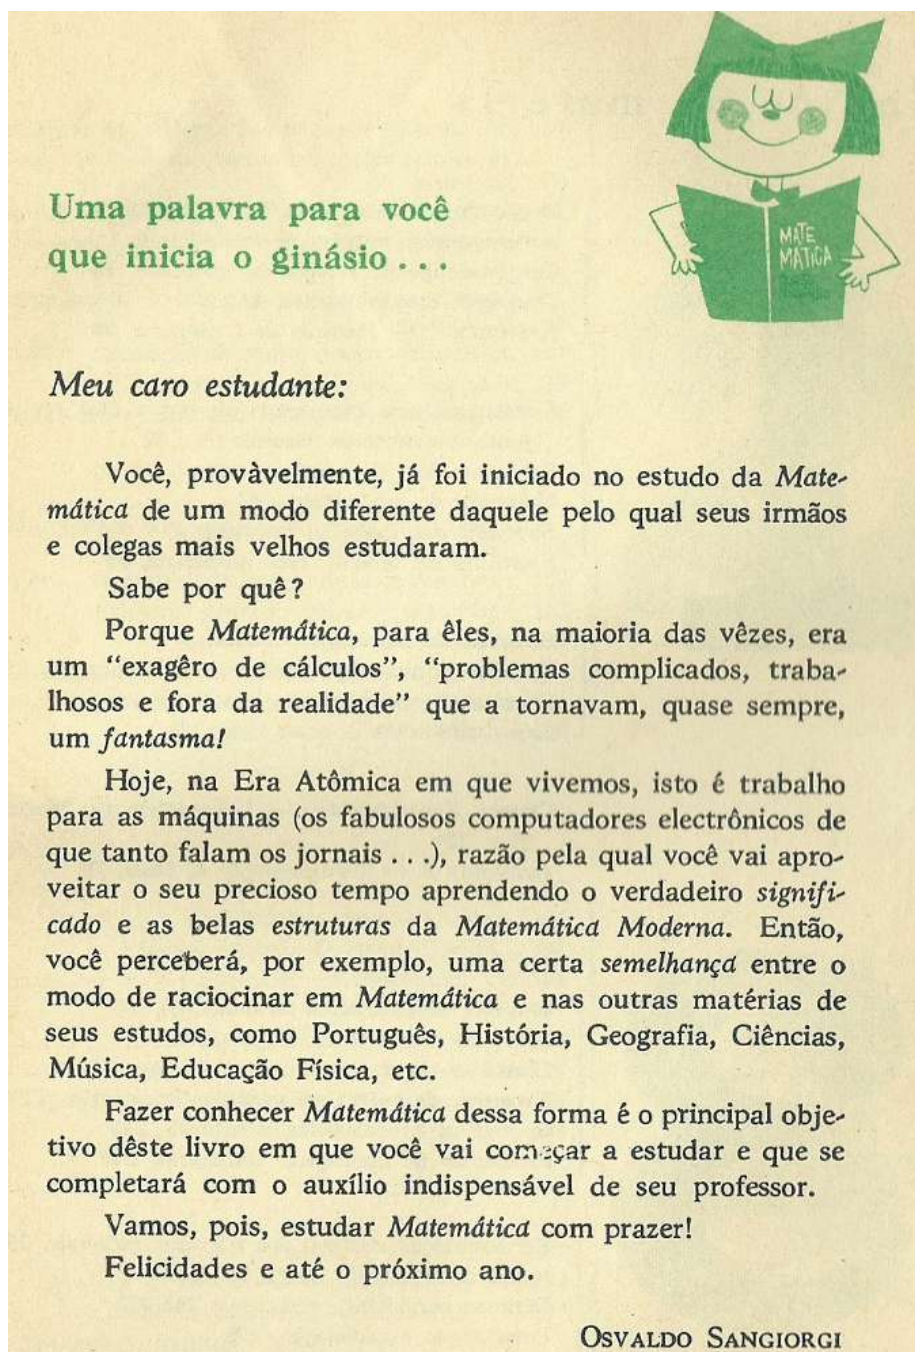 MATE
MATICA
Uma palavra para você
que inicia o ginásio . . .
Meu caro estudante:
Você, provàvelmente, já foi iniciado no estudo da Mate-
mática de um modo diferente daquele pelo qual seus irmãos
e colegas mais velhos estudaram.
Sabe por quê?
Porque Matemática, para êles, na maioria das vêzes, era
um "exagêro de cálculos", "problemas complicados, traba-
lhosos e fora da realidade" que a tornavam, quase sempre,
um fantasma!
Hoje, na Era Atômica em que vivemos, isto é trabalho
para as máquinas (os fabulosos computadores electrônicos de
que tanto falam os jornais . . .), razão pela qual você vai apro-
veitar o seu precioso tempo aprendendo o verdadeiro signifi-
cado e as belas estruturas da Matemática Moderna. Então,
você perceberá, por exemplo, uma certa semelhança entre o
modo de raciocinar em Matemática e nas outras matérias de
seus estudos, como Português, História, Geografia, Ciências,
Música, Educação Física, etc.
Fazer conhecer Matemática dessa forma é o principal obje-
tivo dêste livro em que você vai começar a estudar e que se
completará com o auxílio indispensável de seu professor.
Vamos, pois, estudar Matemática com prazer!
Felicidades e até o próximo ano.
OSVALDO SANGIORGI